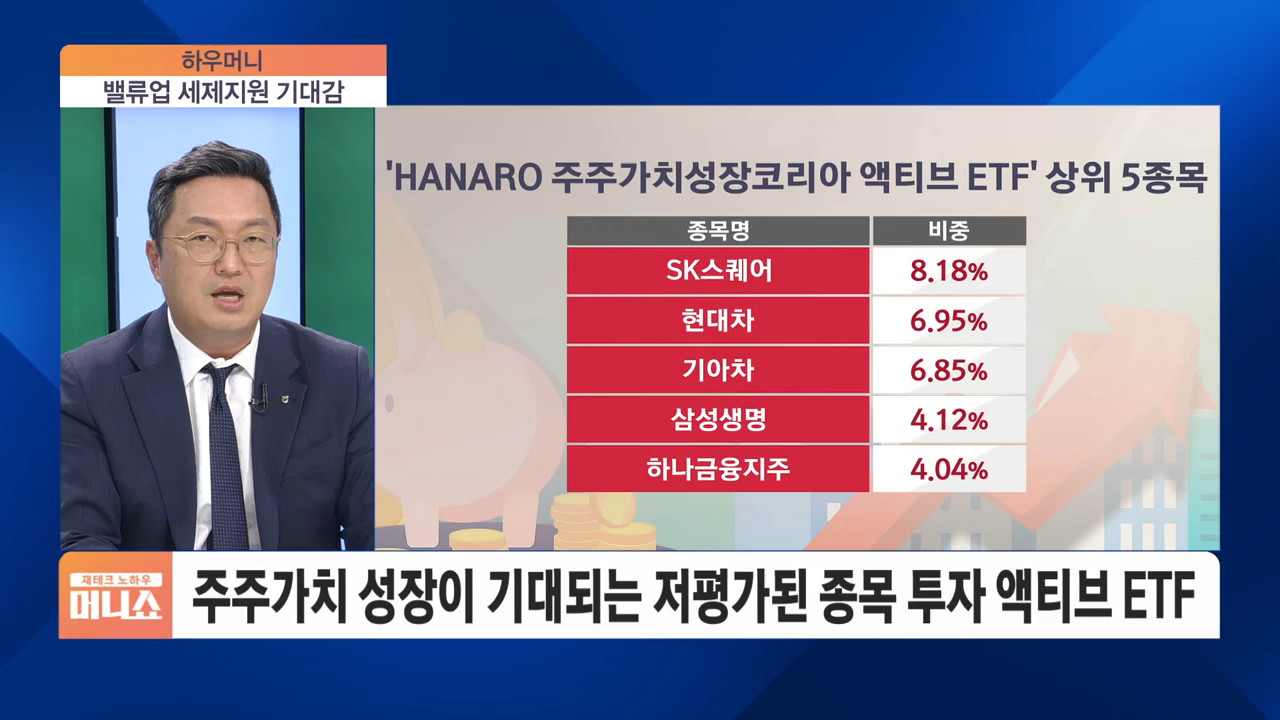 하우머니
밸류업 세제지원 기대감
'HANARO 주주가치성장코리아 액티브 ETF' 상위 5종목
종목명 비중
SK스퀘어 8.18%
현대차 6.95%
기아차 6.85%
삼성생명 4.12%
하나금융지주 4.04%
재테크 노하우
머니쇼
주주가치 성장이 기대되는 저평가된 종목 투자 액티브 ETF